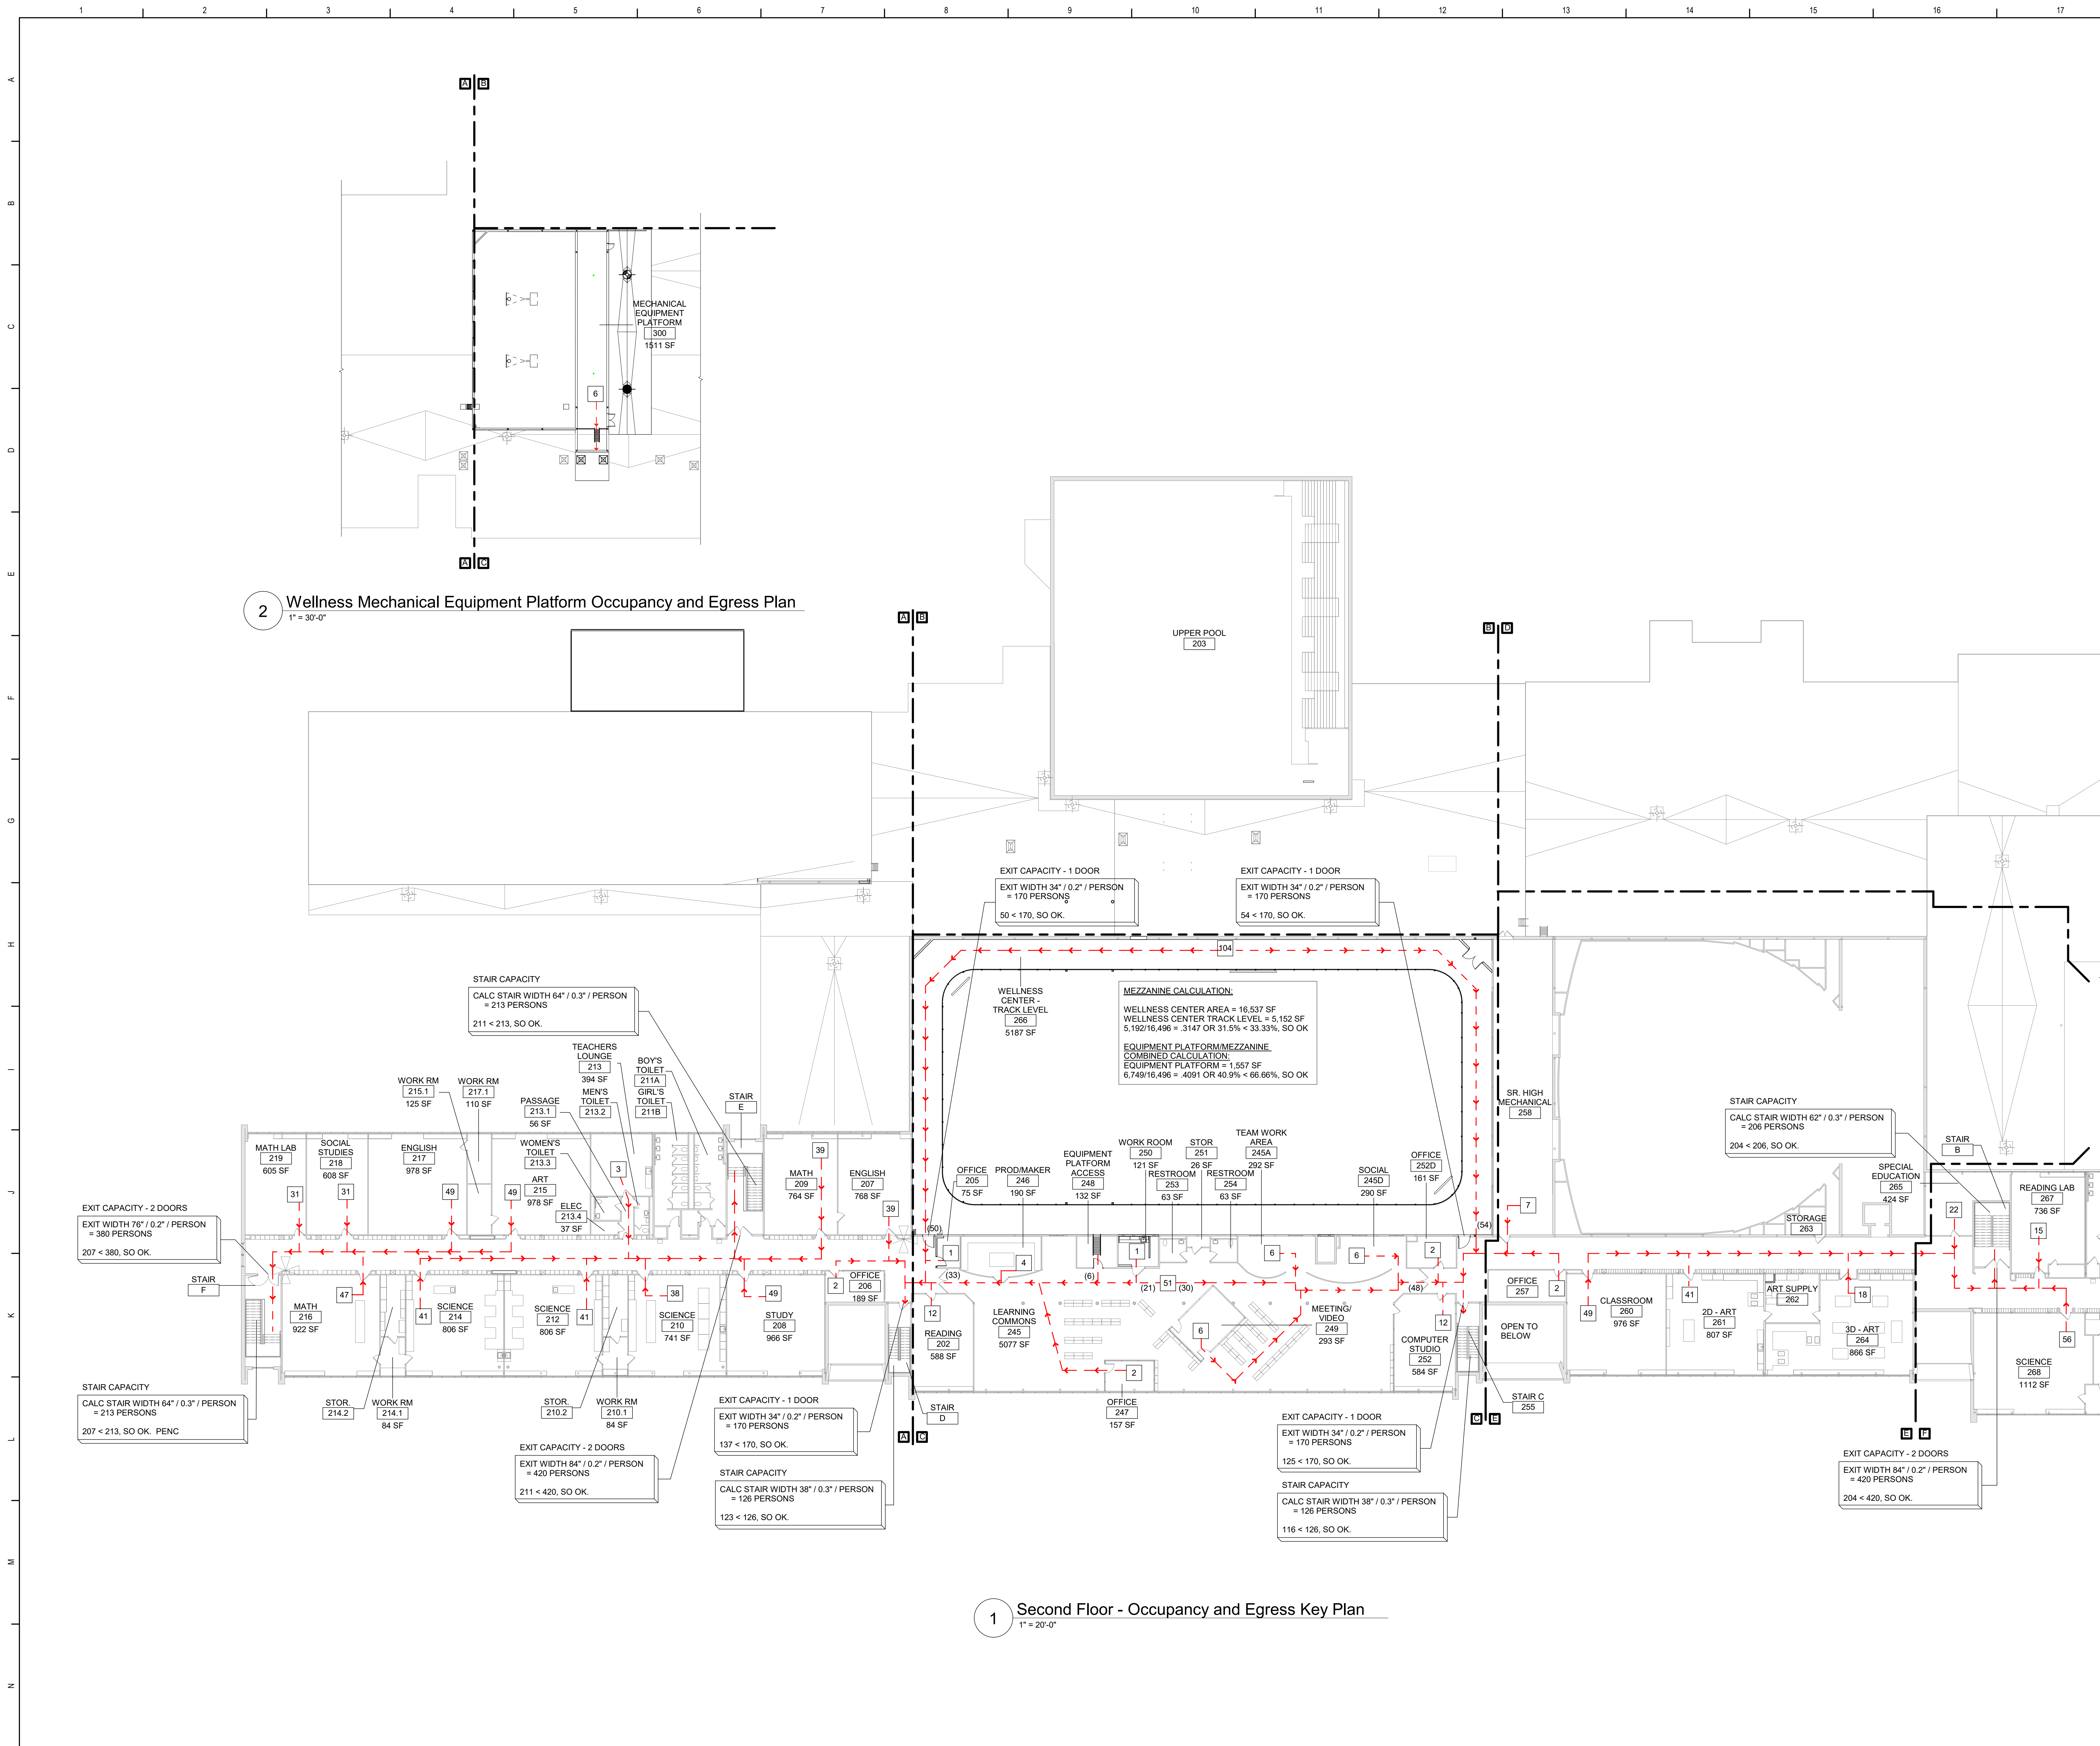 1 2 3 4 5 6 7 8 9 10 11 12 13 14 15 16 17
A
B
C
D
E
F
G
H
I
J
K
L
M
N
A B
MECHANICAL
EQUIPMENT
PLATFORM
300
1511 SF
6
A C
2
Wellness Mechanical Equipment Platform Occupancy and Egress Plan
1" = 30'-0"
A B
B D
UPPER POOL
203
EXIT CAPACITY - 1 DOOR
EXIT WIDTH 34" / 0.2" / PERSON
= 170 PERSONS
50 < 170, SO OK.
EXIT CAPACITY - 1 DOOR
EXIT WIDTH 34" / 0.2" / PERSON
= 170 PERSONS
54 < 170, SO OK.
104
WELLNESS
CENTER -
TRACK LEVEL
266
5187 SF
MEZZANINE CALCULATION:
WELLNESS CENTER AREA = 16,537 SF
WELLNESS CENTER TRACK LEVEL = 5,152 SF
5,192/16,496 = .3147 OR 31.5% < 33.33%, SO OK
EQUIPMENT PLATFORM/MEZZANINE
COMBINED CALCULATION:
EQUIPMENT PLATFORM = 1,557 SF
6,749/16,496 = .4091 OR 40.9% < 66.66%, SO OK
STAIR CAPACITY
CALC STAIR WIDTH 64" / 0.3" / PERSON
= 213 PERSONS
211 < 213, SO OK.
TEACHERS
LOUNGE
213
394 SF
MEN'S
TOILET
213.2
BOY'S
TOILET
211A
GIRL'S
TOILET
211B
STAIR
E
WORK RM
215.1
125 SF
WORK RM
217.1
110 SF
PASSAGE
213.1
56 SF
WOMEN'S
TOILET
213.3
MATH LAB
219
605 SF
SOCIAL
STUDIES
218
608 SF
ENGLISH
217
978 SF
ART
215
978 SF
ELEC
213.4
37 SF
MATH
209
764 SF
ENGLISH
207
768 SF
31
31
49
49
3
39
39
SR. HIGH
MECHANICAL
258
STAIR CAPACITY
CALC STAIR WIDTH 62" / 0.3" / PERSON
= 206 PERSONS
204 < 206, SO OK.
STAIR
B
SPECIAL
EDUCATION
265
424 SF
READING LAB
267
736 SF
STORAGE
263
7
22
15
OFFICE
205
75 SF
PROD/MAKER
246
190 SF
EQUIPMENT
PLATFORM
ACCESS
248
132 SF
WORK ROOM
250
121 SF
RESTROOM
253
63 SF
STOR
251
26 SF
RESTROOM
254
63 SF
TEAM WORK
AREA
245A
292 SF
SOCIAL
245D
290 SF
OFFICE
252D
161 SF
(50)
(54)
1
4
1
6
6
2
(33)
(6)
(21)
51
(30)
(48)
EXIT CAPACITY - 2 DOORS
EXIT WIDTH 76" / 0.2" / PERSON
= 380 PERSONS
207 < 380, SO OK.
STAIR
F
MATH
216
922 SF
47
41
SCIENCE
214
806 SF
SCIENCE
212
806 SF
41
38
SCIENCE
210
741 SF
49
STUDY
208
966 SF
2
OFFICE
206
189 SF
12
READING
202
588 SF
LEARNING
COMMONS
245
5077 SF
6
2
MEETING/
VIDEO
249
293 SF
12
COMPUTER
STUDIO
252
584 SF
OFFICE
247
157 SF
OFFICE
257
2
OPEN TO
BELOW
49
CLASSROOM
260
976 SF
41
2D - ART
261
807 SF
ART SUPPLY
262
18
3D - ART
264
866 SF
56
SCIENCE
268
1112 SF
STAIR CAPACITY
CALC STAIR WIDTH 64" / 0.3" / PERSON
= 213 PERSONS
207 < 213, SO OK. PENC
STOR.
214.2
WORK RM
214.1
84 SF
STOR.
210.2
WORK RM
210.1
84 SF
EXIT CAPACITY - 2 DOORS
EXIT WIDTH 84" / 0.2" / PERSON
= 420 PERSONS
211 < 420, SO OK.
EXIT CAPACITY - 1 DOOR
EXIT WIDTH 34" / 0.2" / PERSON
= 170 PERSONS
137 < 170, SO OK.
STAIR CAPACITY
CALC STAIR WIDTH 38" / 0.3" / PERSON
= 126 PERSONS
123 < 126, SO OK.
STAIR
D
A C
EXIT CAPACITY - 1 DOOR
EXIT WIDTH 34" / 0.2" / PERSON
= 170 PERSONS
125 < 170, SO OK.
STAIR CAPACITY
CALC STAIR WIDTH 38" / 0.3" / PERSON
= 126 PERSONS
116 < 126, SO OK.
STAIR C
255
C E
E F
EXIT CAPACITY - 2 DOORS
EXIT WIDTH 84" / 0.2" / PERSON
= 420 PERSONS
204 < 420, SO OK.
1
Second Floor - Occupancy and Egress Key Plan
1" = 20'-0"